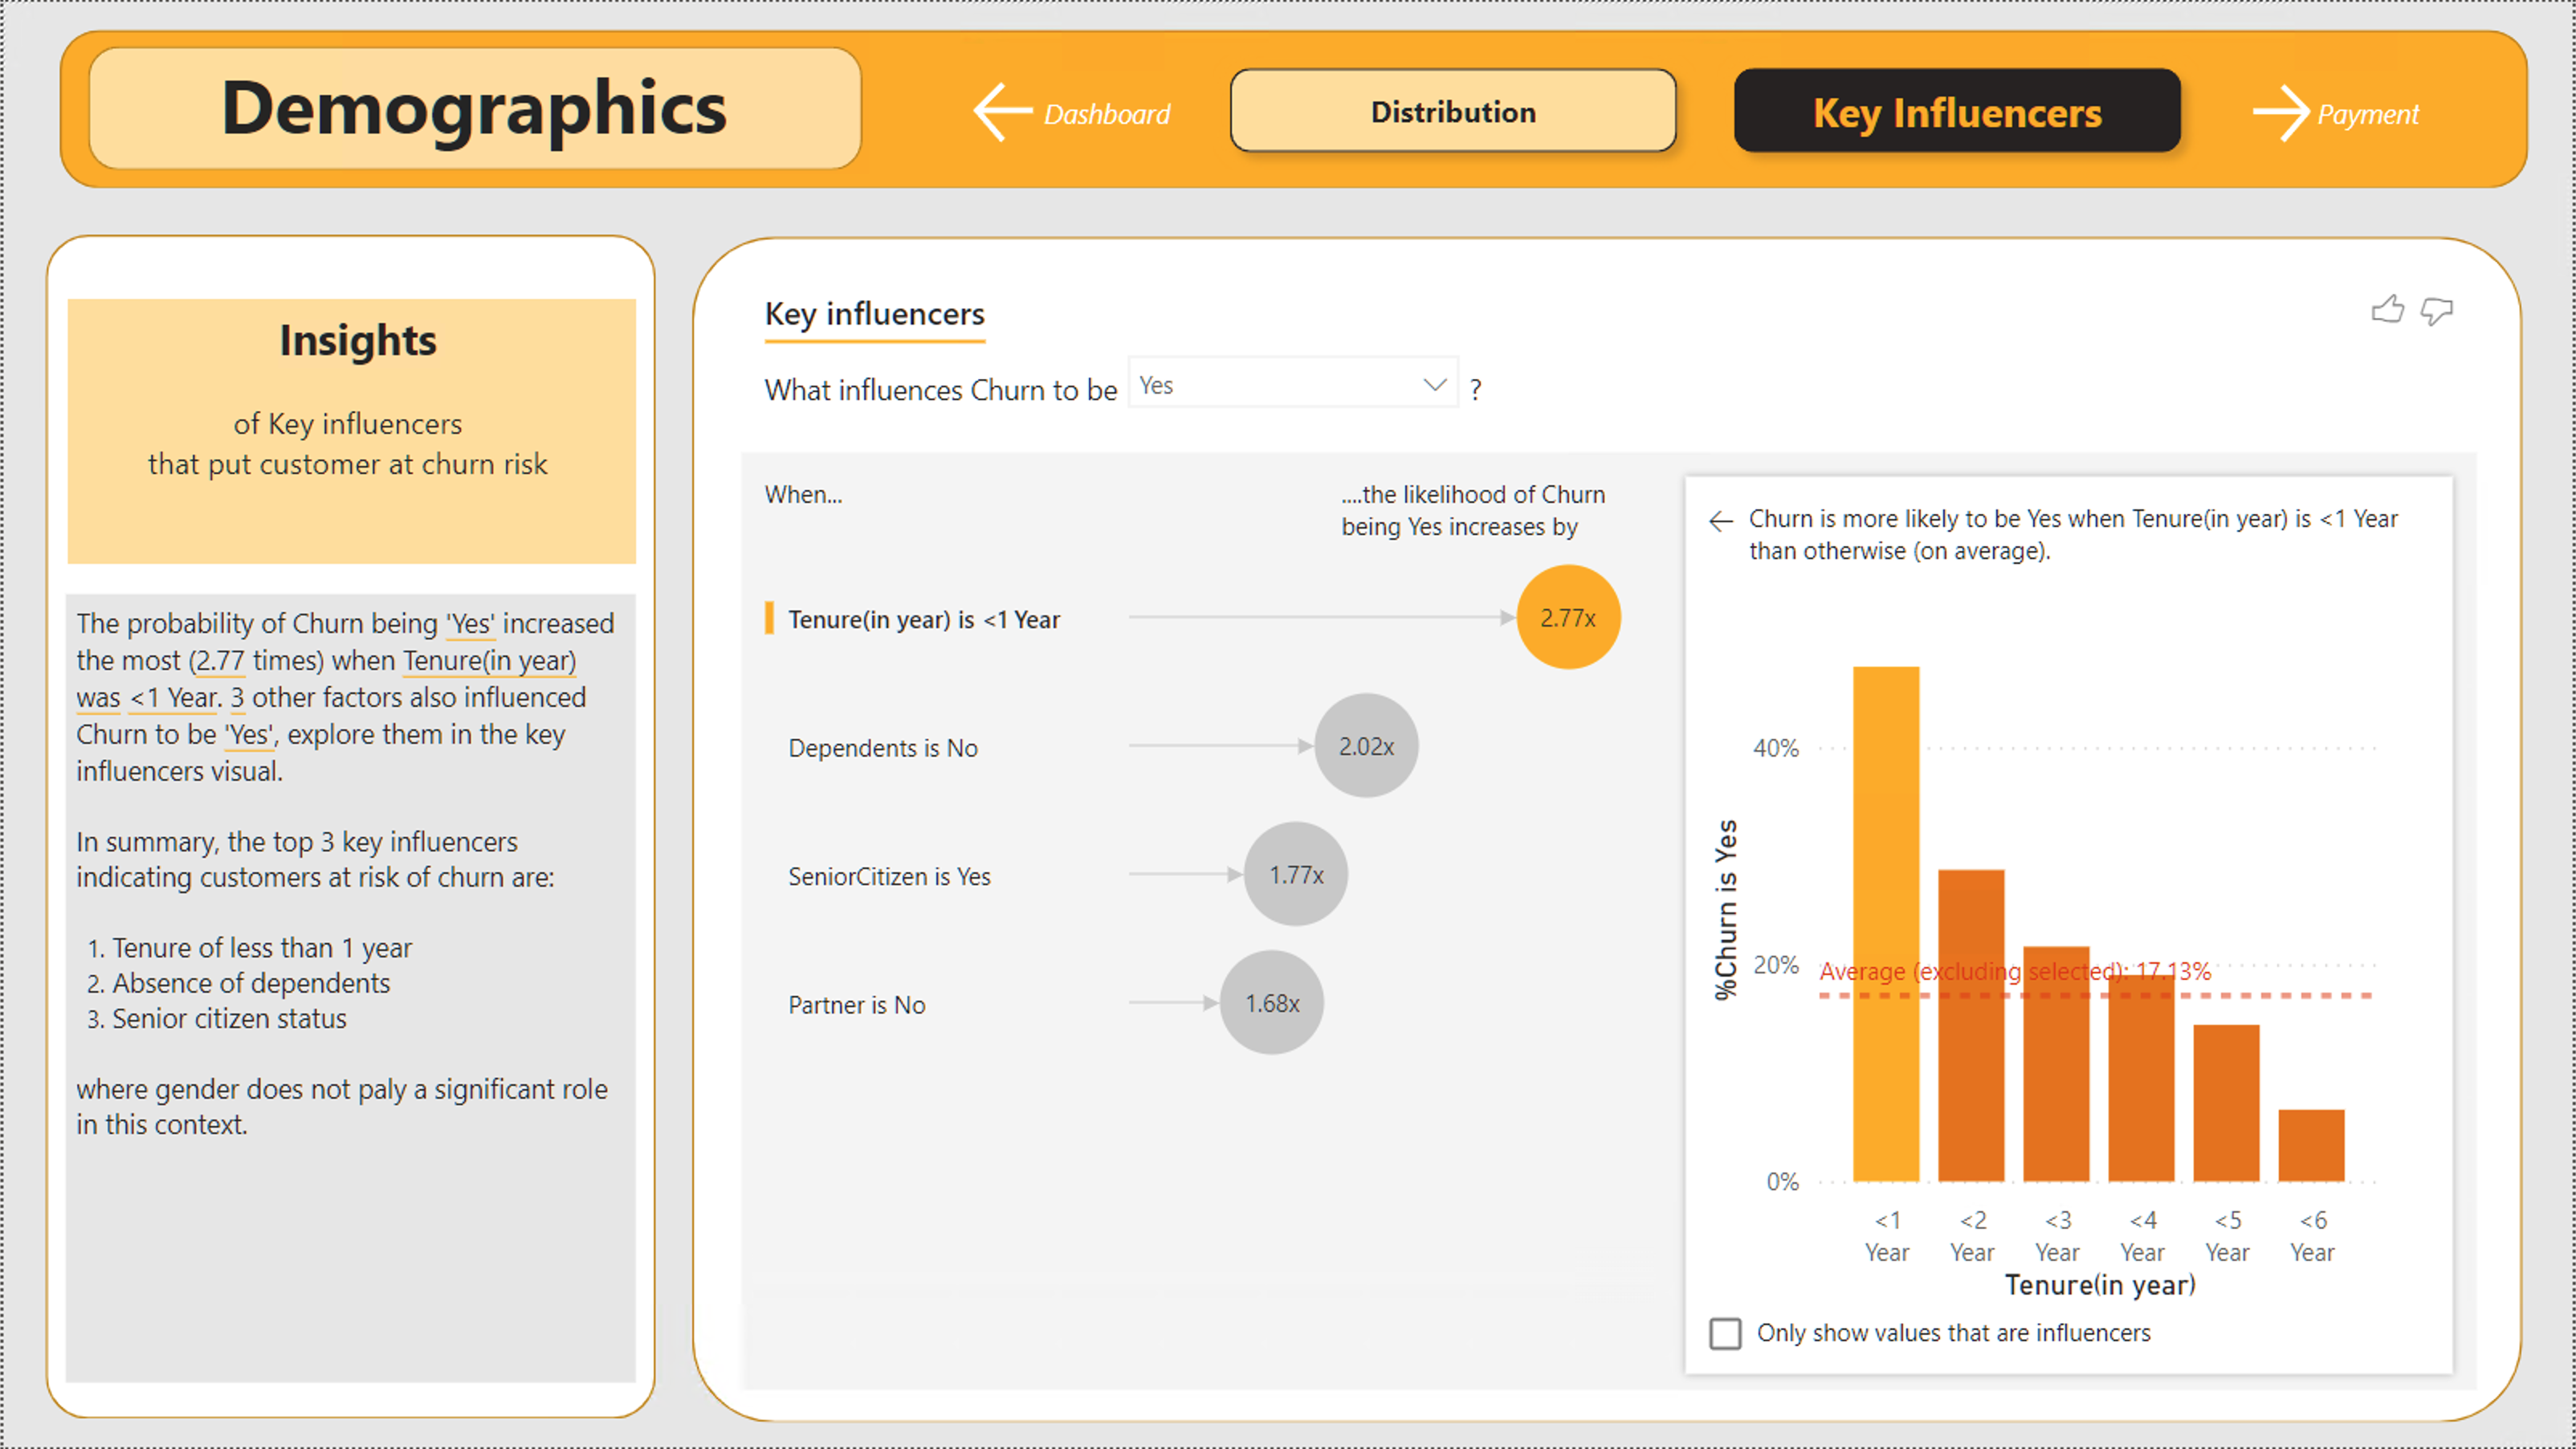 Demographics
Dashboard
Distribution
Key Influencers
Payment
Insights
of Key influencers
that put customer at churn risk
The probability of Churn being 'Yes' increased
the most (2.77 times) when Tenure(in year)
was <1 Year. 3 other factors also influenced
Churn to be 'Yes', explore them in the key
influencers visual.
In summary, the top 3 key influencers
indicating customers at risk of churn are:
1. Tenure of less than 1 year
2. Absence of dependents
3. Senior citizen status
where gender does not paly a significant role
in this context.
Key influencers
What influences Churn to be Yes ?
When...
....the likelihood of Churn
being Yes increases by
Tenure(in year) is <1 Year
2.77x
Dependents is No
2.02x
SeniorCitizen is Yes
1.77x
Partner is No
1.68x
Churn is more likely to be Yes when Tenure(in year) is <1 Year
than otherwise (on average).
%Churn is Yes
40%
20%
0%
Average (excluding selected): 17.13%
<1 Year
<2 Year
<3 Year
<4 Year
<5 Year
<6 Year
Tenure(in year)
Only show values that are influencers